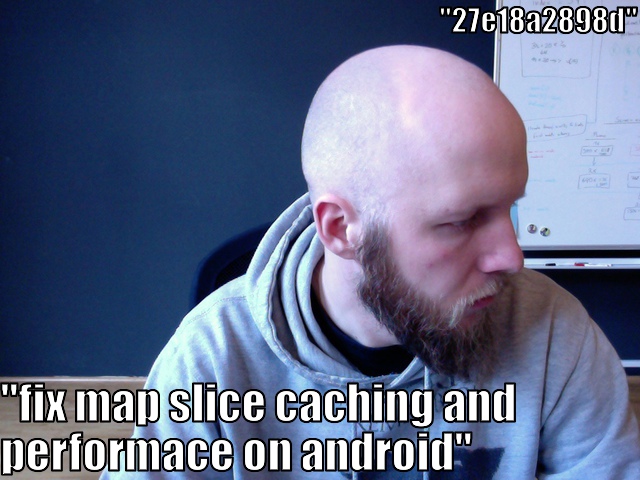 "27e18a2898d"
"fix map slice caching and
performace on android"